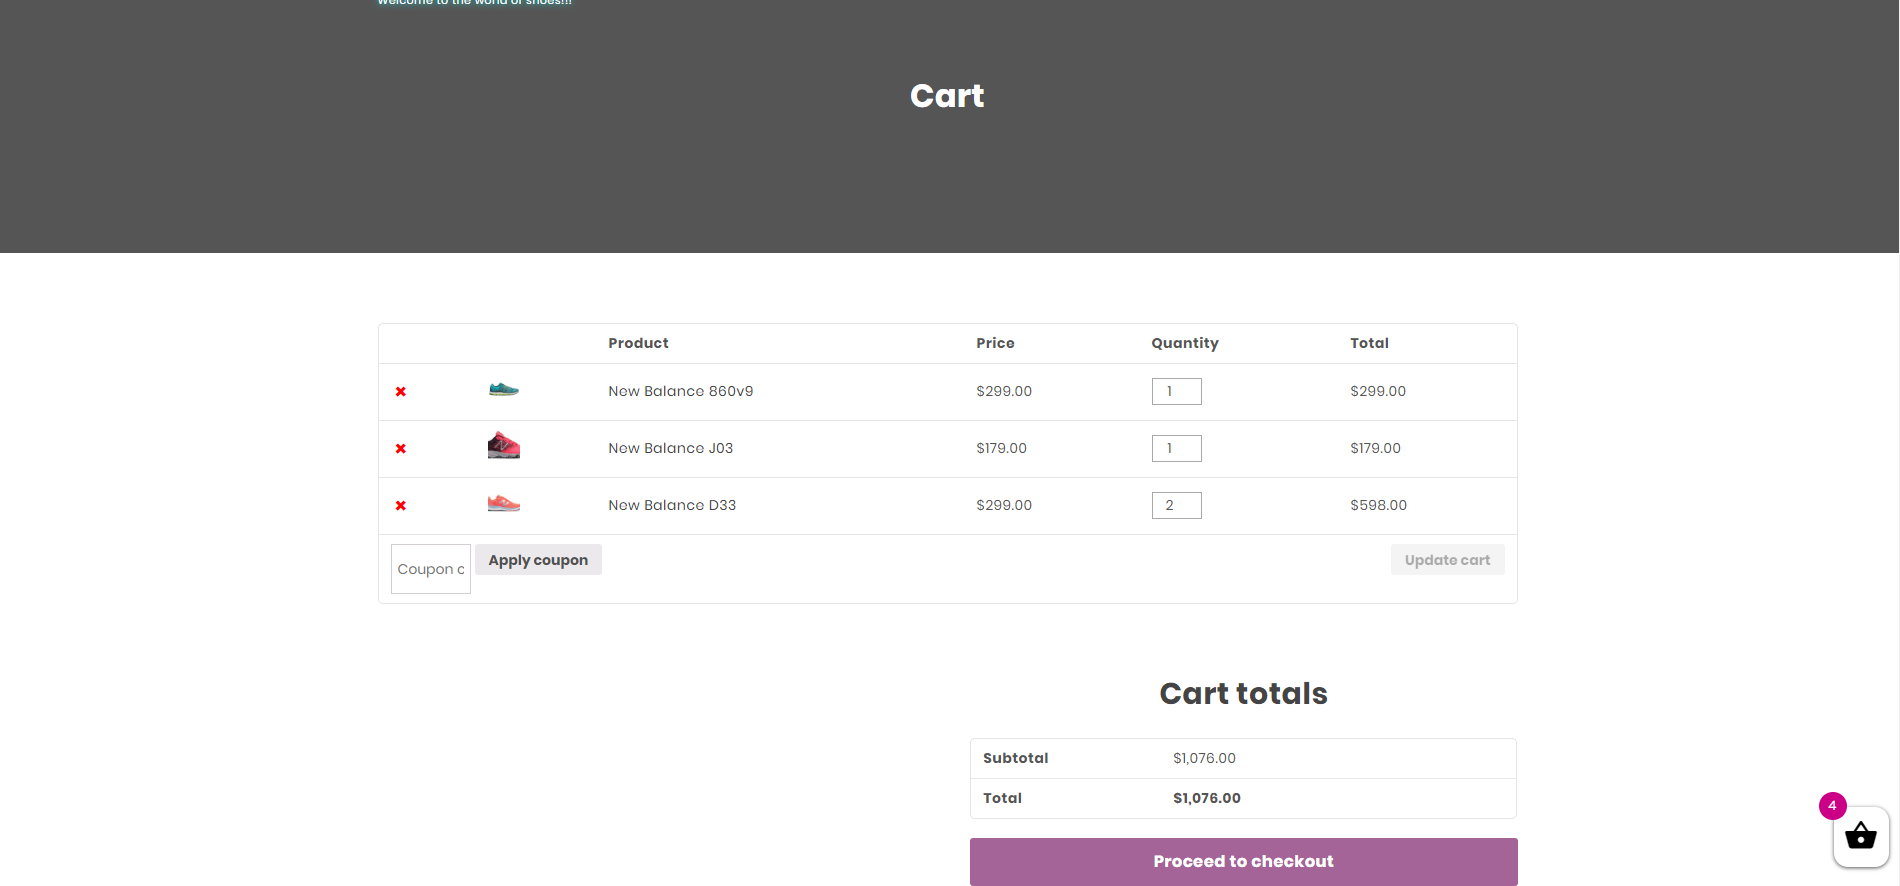 Welcome to the world of shoes!!!
Cart
Product Price Quantity Total
New Balance 860v9 $299.00 1 $299.00
New Balance J03 $179.00 1 $179.00
New Balance D33 $299.00 2 $598.00
Coupon c Apply coupon Update cart
Cart totals
Subtotal $1,076.00
Total $1,076.00
4
Proceed to checkout